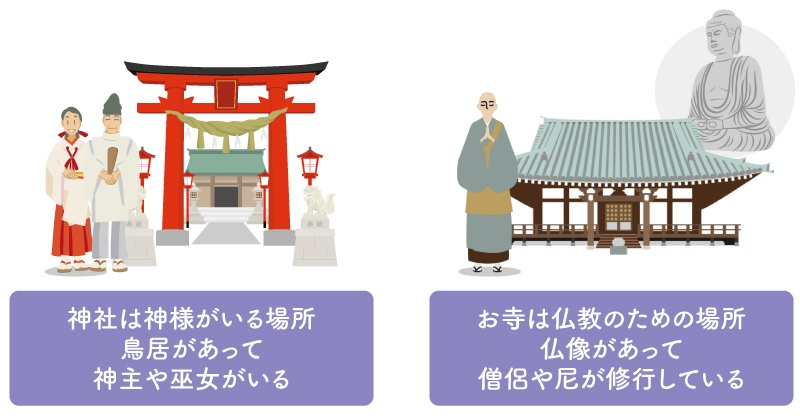 神社は神様がいる場所
鳥居があって
神主や巫女がいる
お寺は仏教のための場所
仏像があって
僧侶や尼が修行している